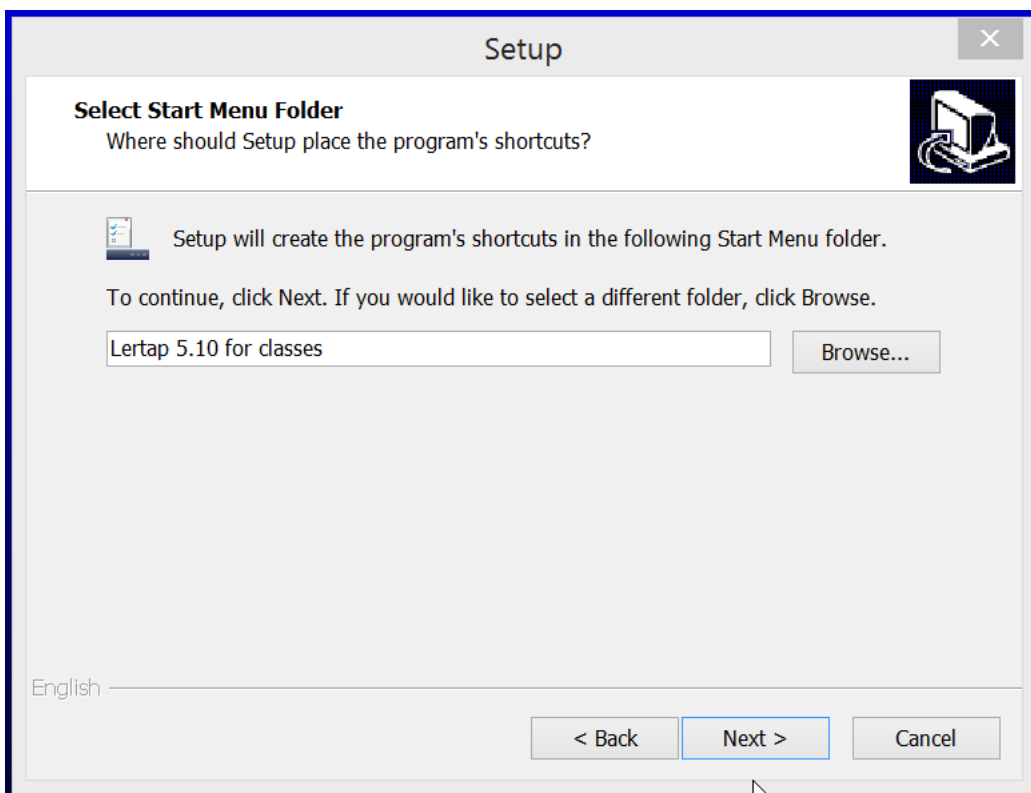 Setup
Select Start Menu Folder
Where should Setup place the program's shortcuts?
Setup will create the program's shortcuts in the following Start Menu folder.
To continue, click Next. If you would like to select a different folder, click Browse.
Lertap 5.10 for classes
Browse...
English
< Back
Next >
Cancel